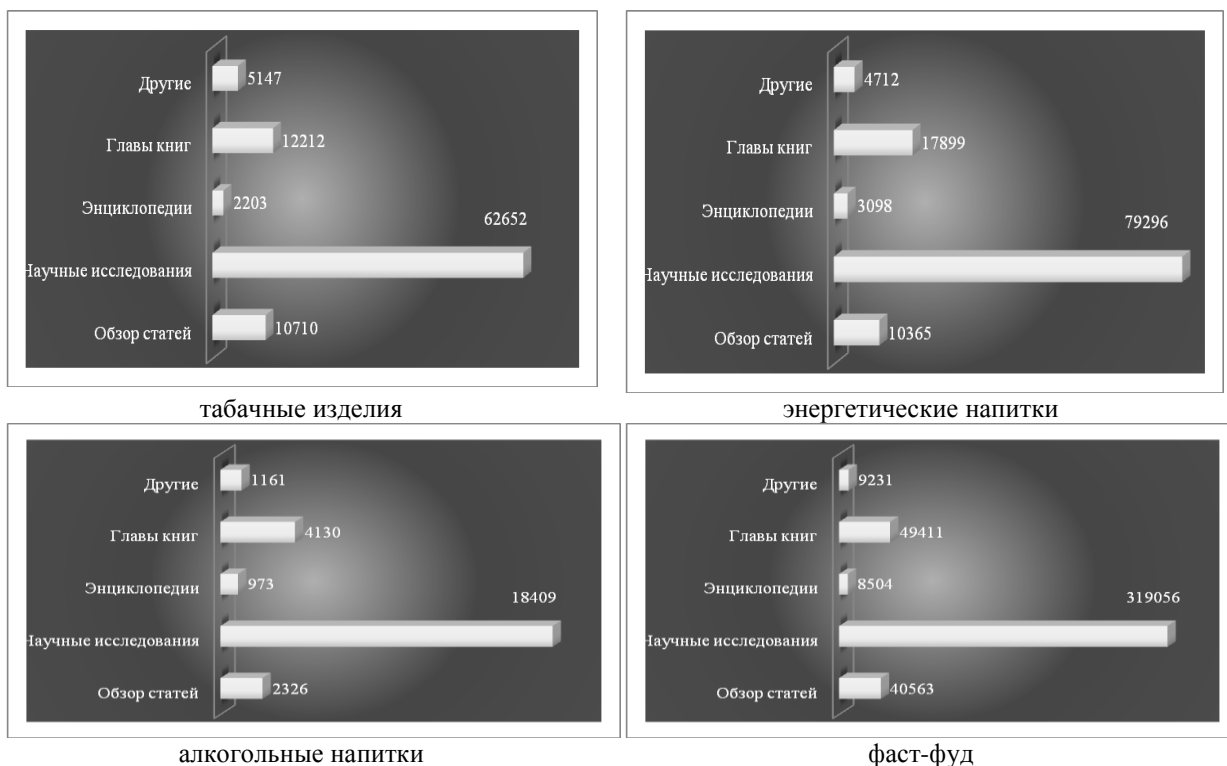 Другие 5147
Главы книг 12212
Энциклопедии 2203
62652
Научные исследования
Обзор статей 10710
табачные изделия
Другие 4712
Главы книг 17899
Энциклопедии 3098
79296
Научные исследования
Обзор статей 10365
энергетические напитки
Другие 1161
Главы книг 4130
Энциклопедии 973
18409
Научные исследования
Обзор статей 2326
алкогольные напитки
Другие 9231
Главы книг 49411
Энциклопедии 8504
319056
Научные исследования
Обзор статей 40563
фаст-фуд